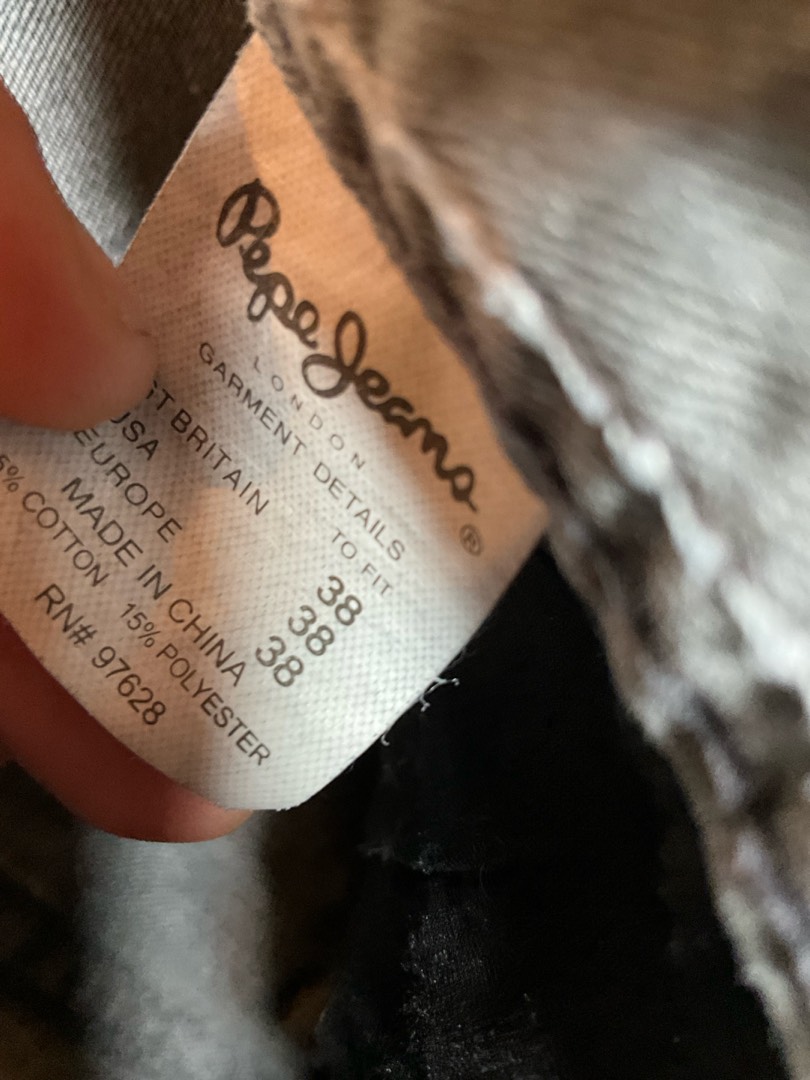 Pepe Jeans ®
LONDON
GARMENT DETAILS
TO FIT
BRITAIN 38
USA 38
EUROPE 38
MADE IN CHINA
5% COTTON 15% POLYESTER
RN# 97628